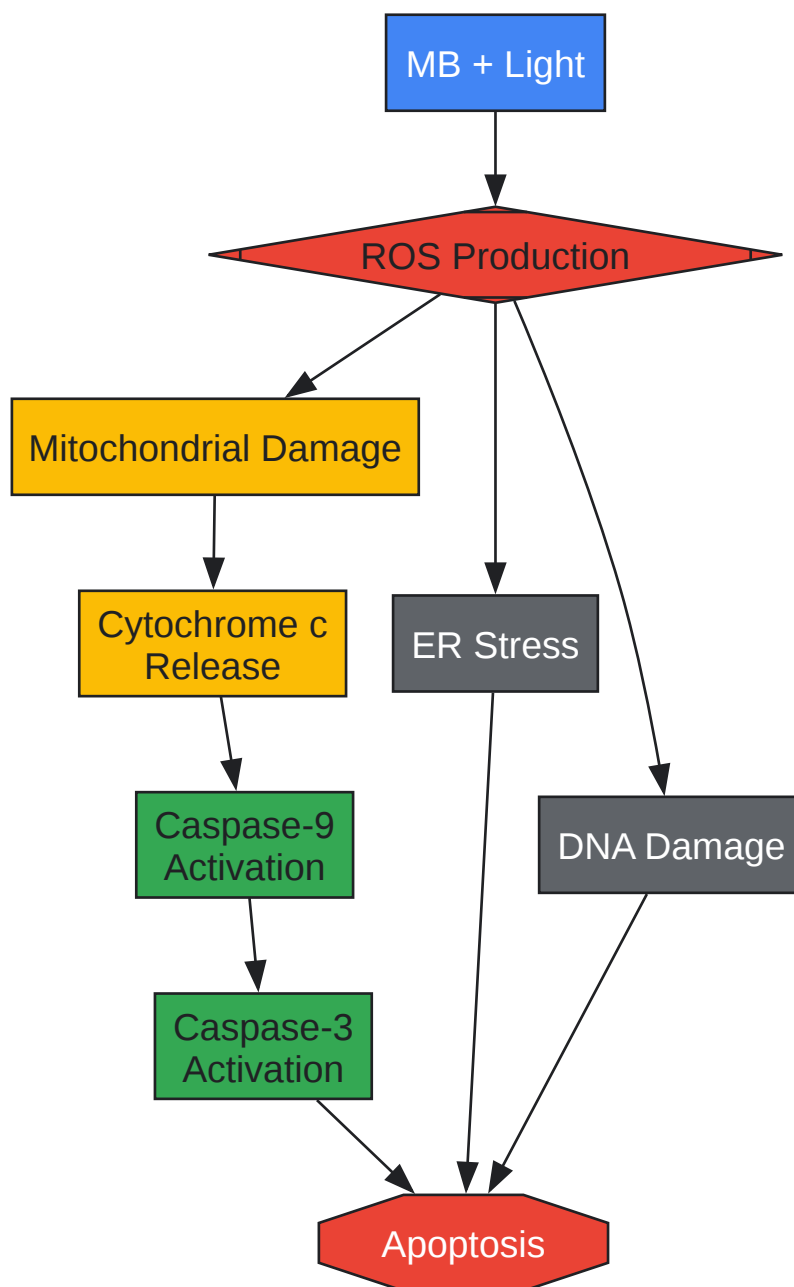 MB + Light
ROS Production
Mitochondrial Damage
Cytochrome c
Release
ER Stress
Caspase-9
Activation
DNA Damage
Caspase-3
Activation
Apoptosis